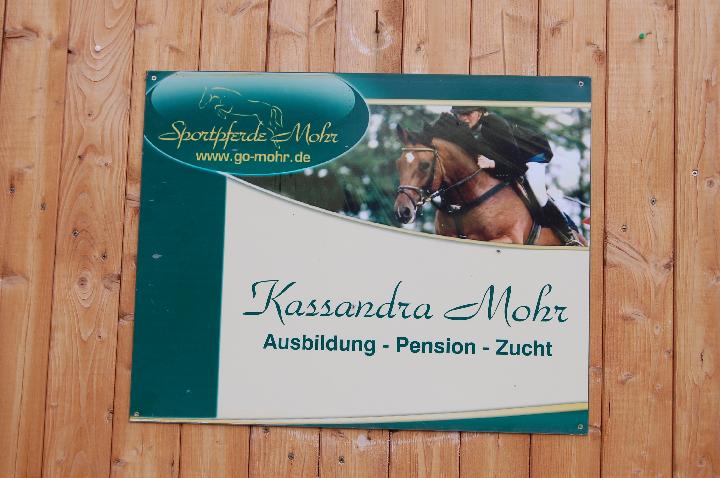 Sportpferde Mohr
www.go-mohr.de
Kassandra Mohr
Ausbildung - Pension - Zucht